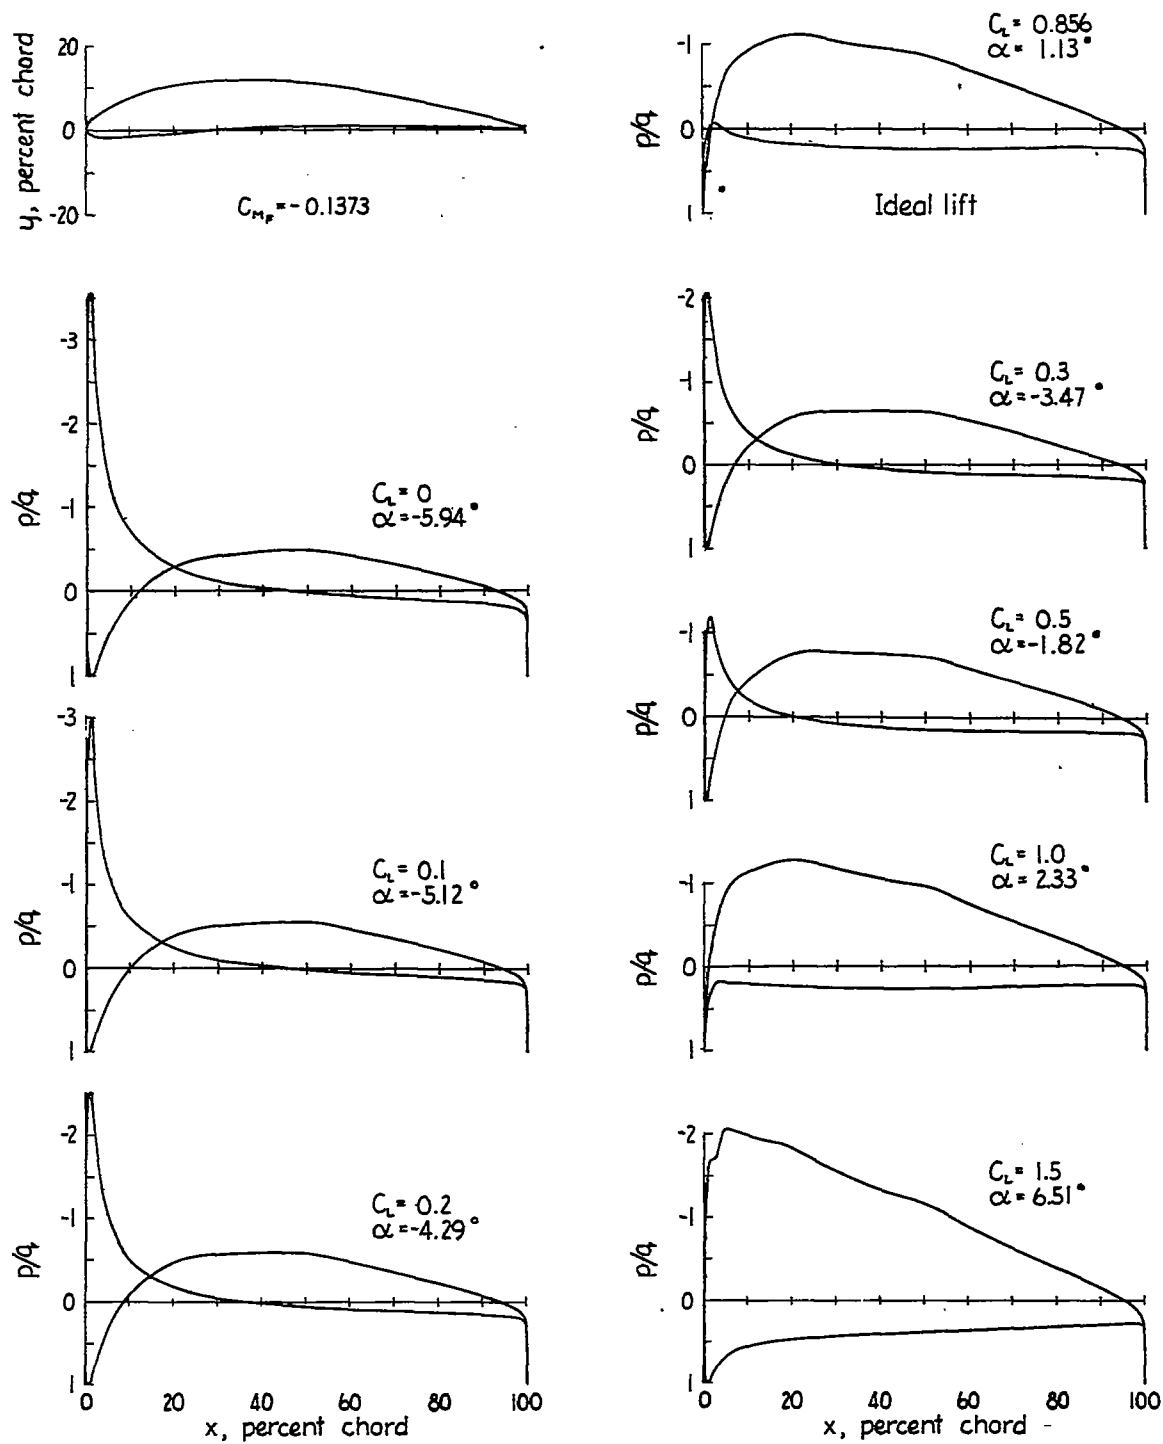 20
10
0
-20
y, percent chord
C_MF = -0.1373
-3
-2
-1
0
1
p/q
C_L = 0
α = -5.94°
-3
-2
-1
0
1
p/q
C_L = 0.1
α = -5.12°
-2
-1
0
1
p/q
C_L = 0.2
α = -4.29°
0 20 40 60 80 100
x, percent chord
C_L = 0.856
α = 1.13°
-1
0
1
p/q
Ideal lift
-2
-1
0
1
p/q
C_L = 0.3
α = -3.47°
-1
0
1
p/q
C_L = 0.5
α = -1.82°
-1
0
1
p/q
C_L = 1.0
α = 2.33°
-2
-1
0
1
p/q
C_L = 1.5
α = 6.51°
0 20 40 60 80 100
x, percent chord